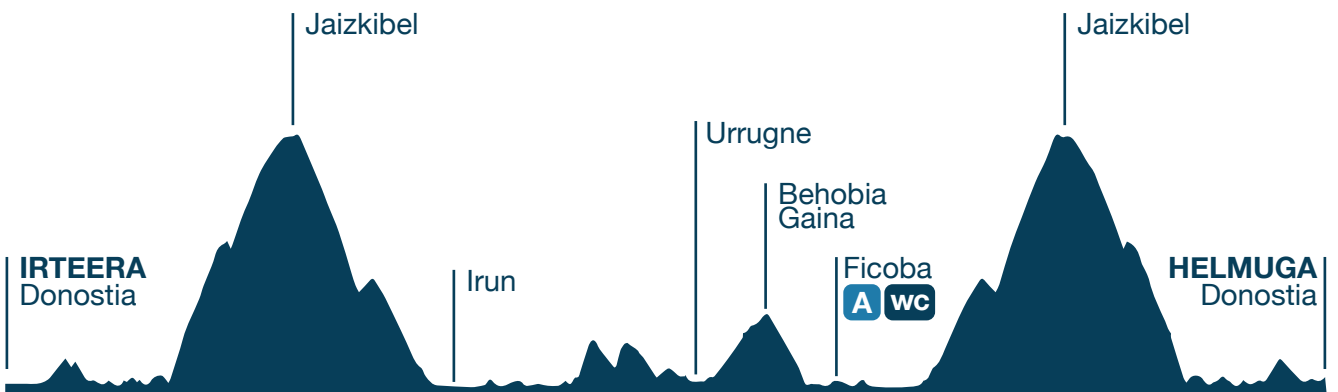 Jaizkibel
Jaizkibel
Urrugne
Behobia
Gaina
IRTEERA
Donostia
Irun
Ficoba
A WC
HELMUGA
Donostia